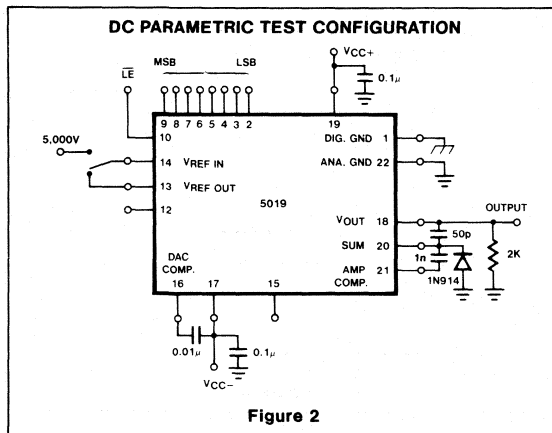 DC PARAMETRIC TEST CONFIGURATION
LE
MSB
LSB
VCC+
0.1µ
9 8 7 6 5 4 3 2
19
10
DIG. GND 1
5,000V
14 VREF IN
ANA. GND 22
13 VREF OUT
12
5019
OUTPUT
VOUT 18
50p
SUM 20
1n
2K
DAC
COMP.
AMP 21
COMP.
1N914
16 17 15
0.01µ
0.1µ
VCC−
Figure 2